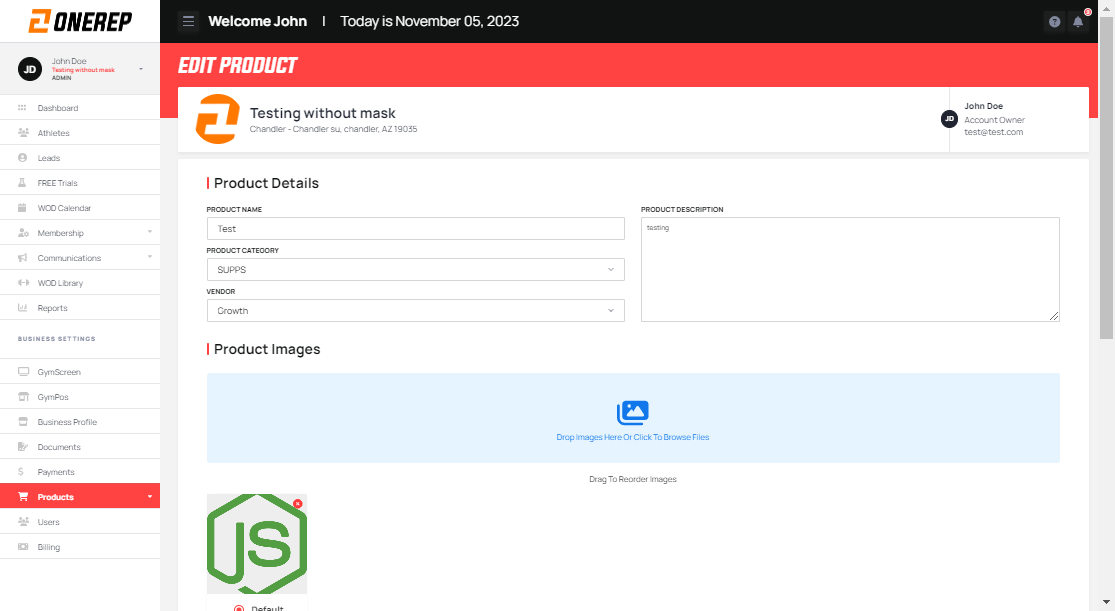 ONEREP
Welcome John | Today is November 05, 2023
?
3
JD
John Doe
Testing without mask
ADMIN
Dashboard
Athletes
Leads
FREE Trials
WOD Calendar
Membership
Communications
WOD Library
Reports
BUSINESS SETTINGS
GymScreen
GymPos
Business Profile
Documents
Payments
Products
Users
Billing
EDIT PRODUCT
Testing without mask
Chandler - Chandler su, chandler, AZ 19035
JD
John Doe
Account Owner
test@test.com
Product Details
PRODUCT NAME
Test
PRODUCT CATEGORY
SUPPS
VENDOR
Growth
PRODUCT DESCRIPTION
testing
Product Images
Drop Images Here Or Click To Browse Files
Drag To Reorder Images
JS
Default